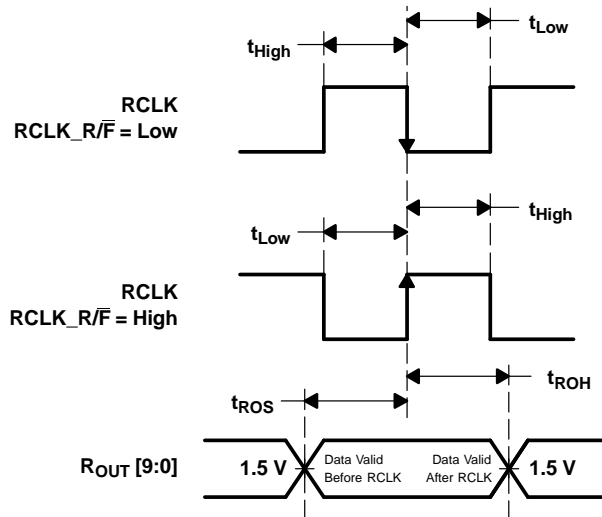 tLow
tHigh
RCLK
RCLK_R/F̅ = Low
tHigh
tLow
RCLK
RCLK_R/F̅ = High
tROH
tROS
ROUT [9:0]
1.5 V
Data Valid
Before RCLK
Data Valid
After RCLK
1.5 V